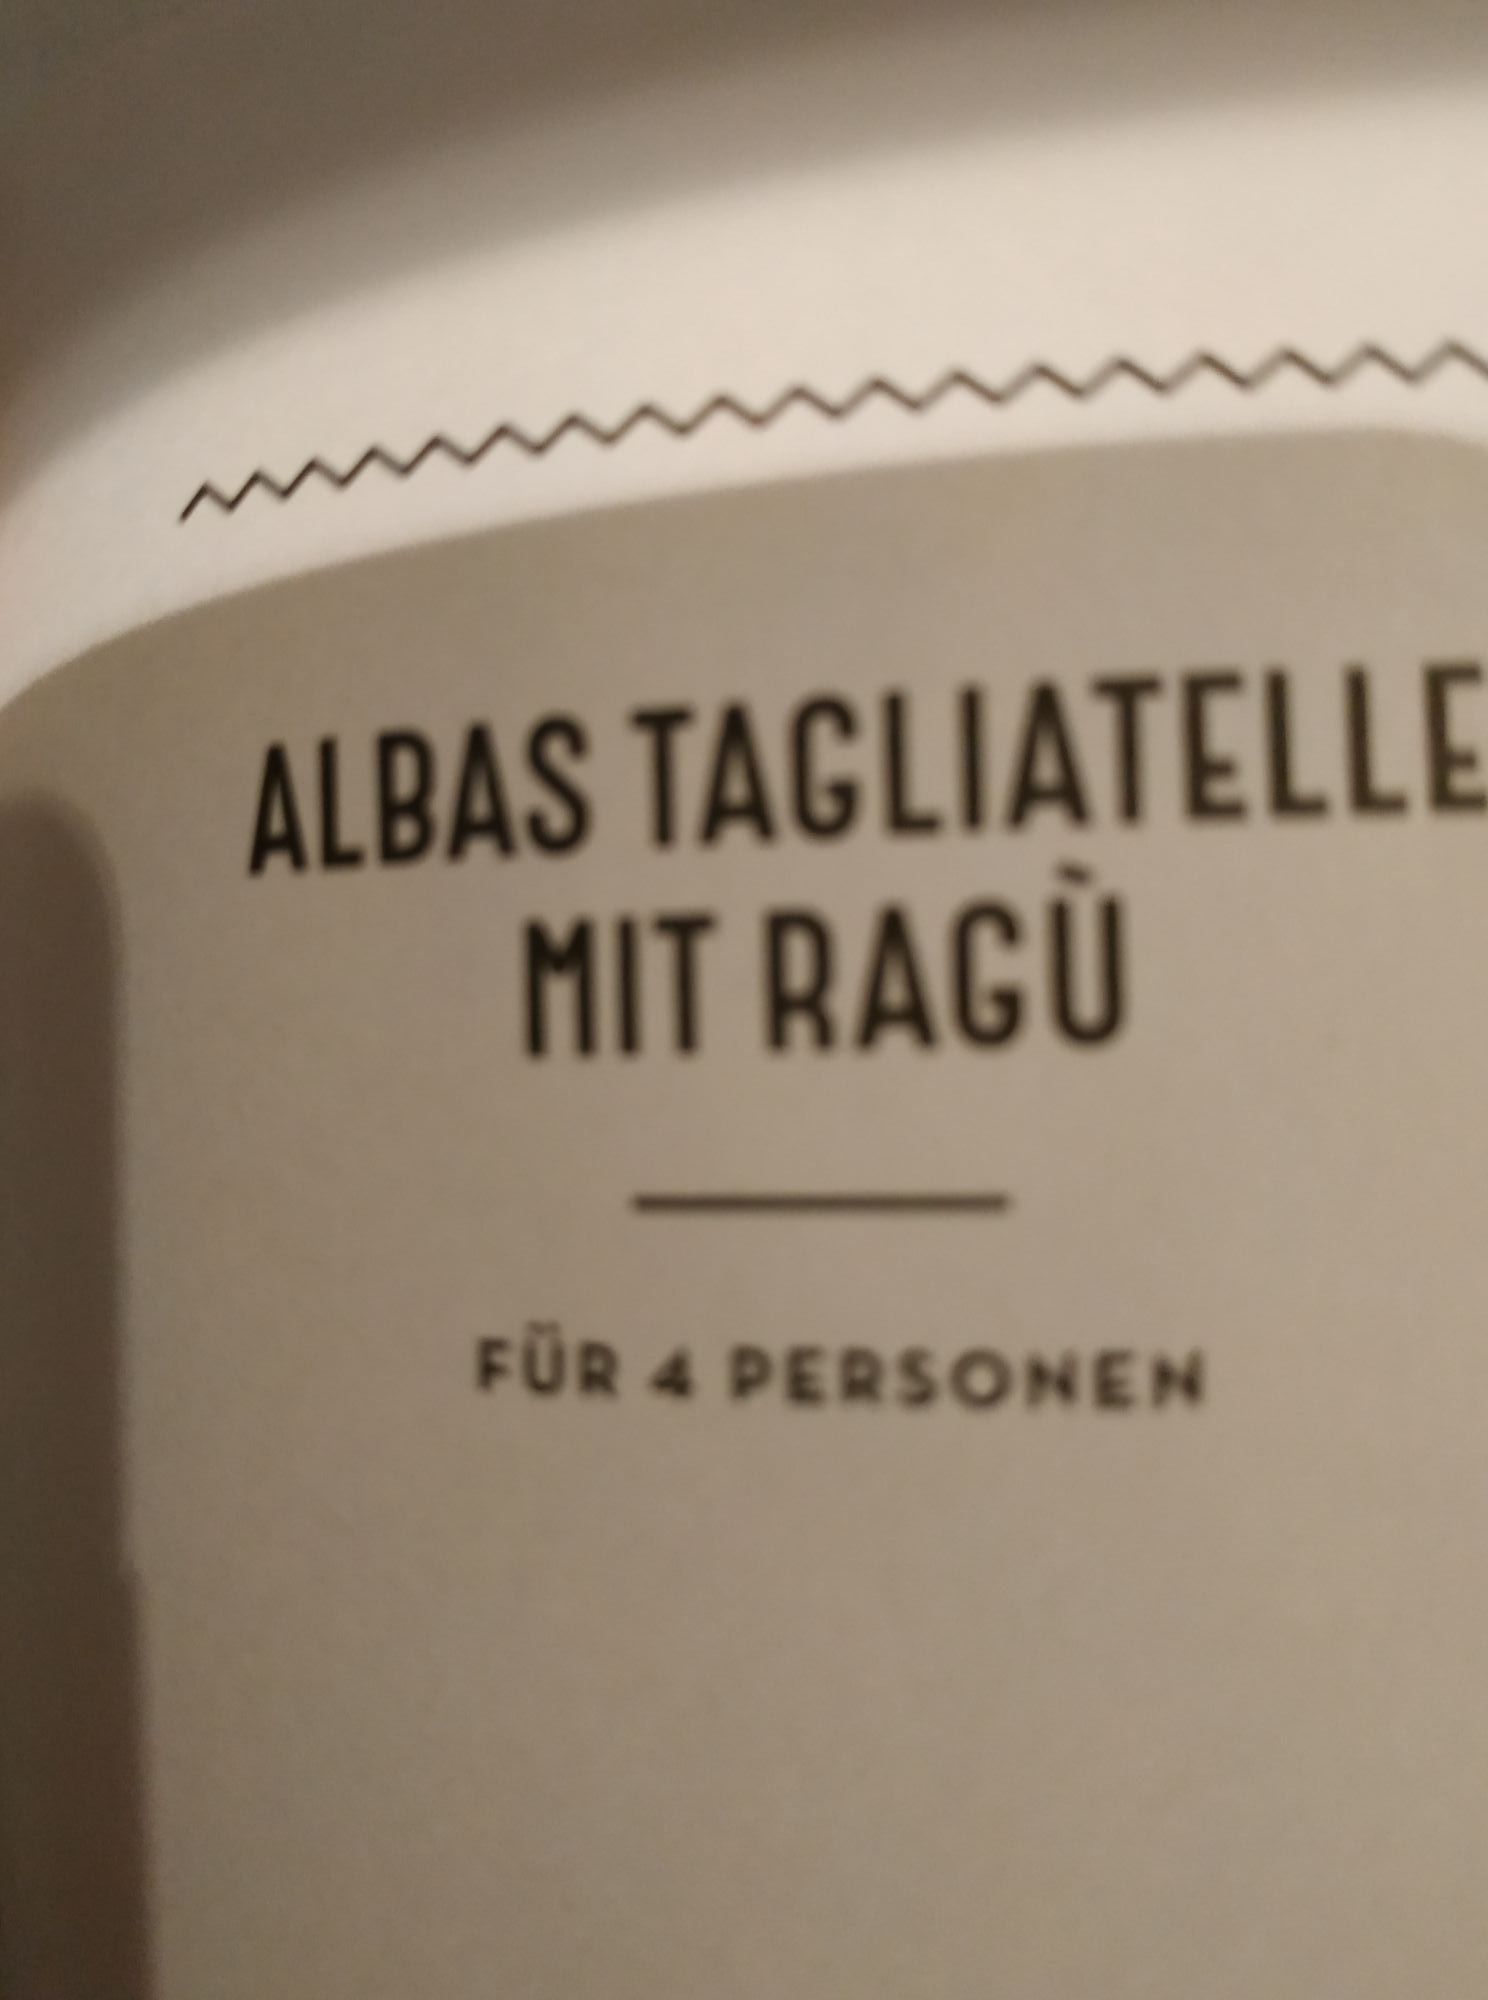 ALBAS TAGLIATELLE
MIT RAGÙ
FÜR 4 PERSONEN